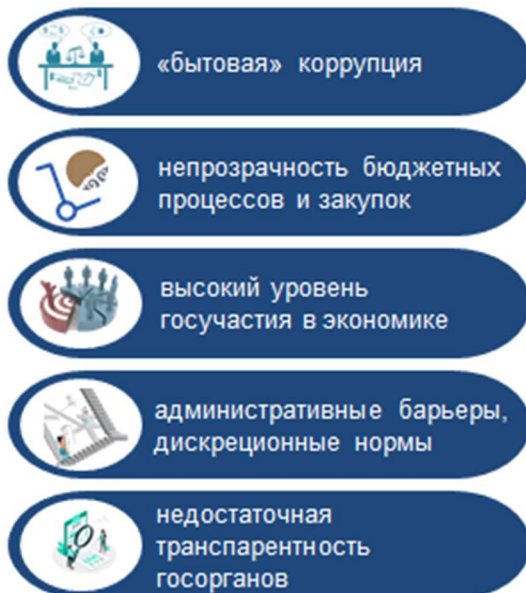 «бытовая» коррупция
непрозрачность бюджетных
процессов и закупок
высокий уровень
госучастия в экономике
административные барьеры,
дискреционные нормы
недостаточная
транспарентность
госорганов